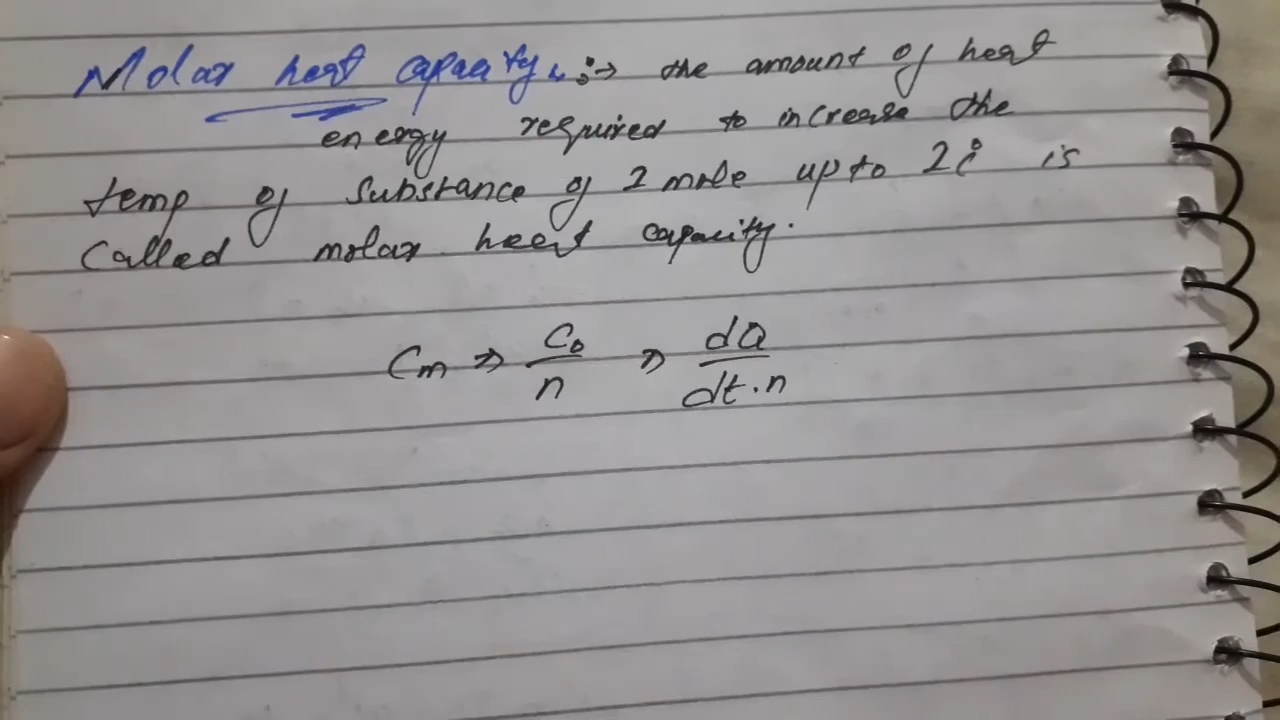 Molar heat capacity :→ the amount of heat
energy required to increase the
temp of substance of 1 mole up to 1°c is
called molar heat capacity.
Cm ⇒ C₀/n ⇒ dQ/dt.n